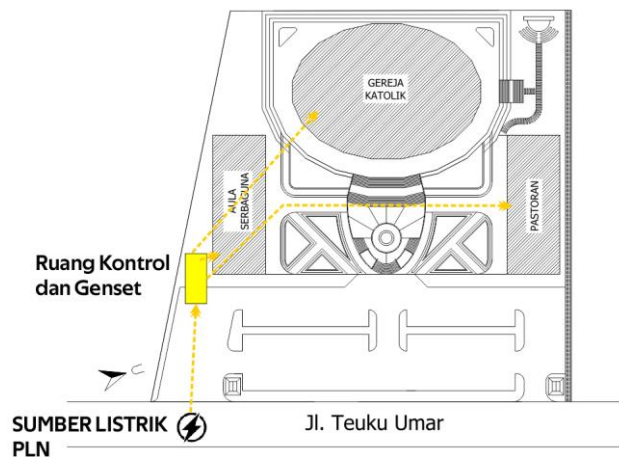 GEREJA
KATOLIK
AULA
SERBAGUNA
PASTORAN
Ruang Kontrol
dan Genset
SUMBER LISTRIK
PLN
Jl. Teuku Umar